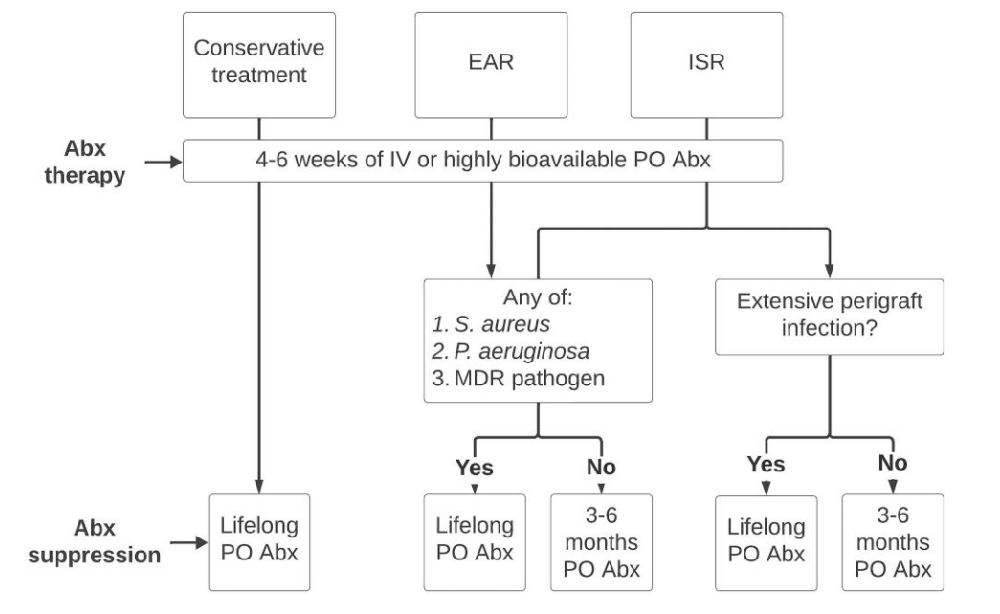 Conservative
treatment
EAR
ISR
Abx
therapy
4-6 weeks of IV or highly bioavailable PO Abx
Any of:
1. S. aureus
2. P. aeruginosa
3. MDR pathogen
Extensive perigraft
infection?
Yes
No
Yes
No
Abx
suppression
Lifelong
PO Abx
Lifelong
PO Abx
3-6
months
PO Abx
Lifelong
PO Abx
3-6
months
PO Abx